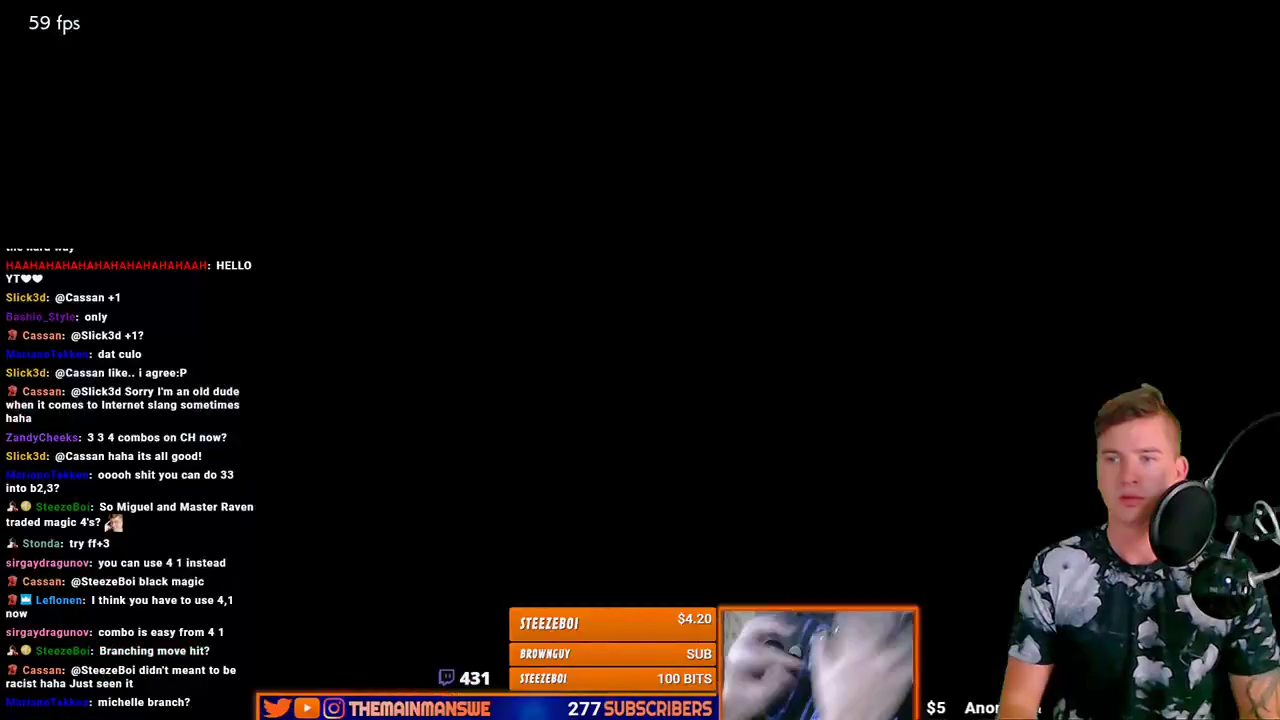 59 fps
the hard way
HAAHAHAHAHAHAHAHAHAHAHAAH: HELLO
YT🤍🤍
Slick3d: @Cassan +1
Bashio_Style: only
Cassan: @Slick3d +1?
MariannTekken: dat culo
Slick3d: @Cassan like.. i agree:P
Cassan: @Slick3d Sorry I'm an old dude
when it comes to Internet slang sometimes
haha
ZandyCheeks: 3 3 4 combos on CH now?
Slick3d: @Cassan haha its all good!
MariannTekken: ooooh shit you can do 33
into b2,3?
SteezeBoi: So Miguel and Master Raven
traded magic 4's?
Stonda: try ff+3
sirgaydragunov: you can use 4 1 instead
Cassan: @SteezeBoi black magic
Leflonen: I think you have to use 4,1
now
sirgaydragunov: combo is easy from 4 1
SteezeBoi: Branching move hit?
Cassan: @SteezeBoi didn't meant to be
racist haha Just seen it
MariannTekken: michelle branch?
STEEZEBOI $4.20
BROWNGUY SUB
STEEZEBOI 100 BITS
431
THEMAINMANSWE 277 SUBSCRIBERS
$5